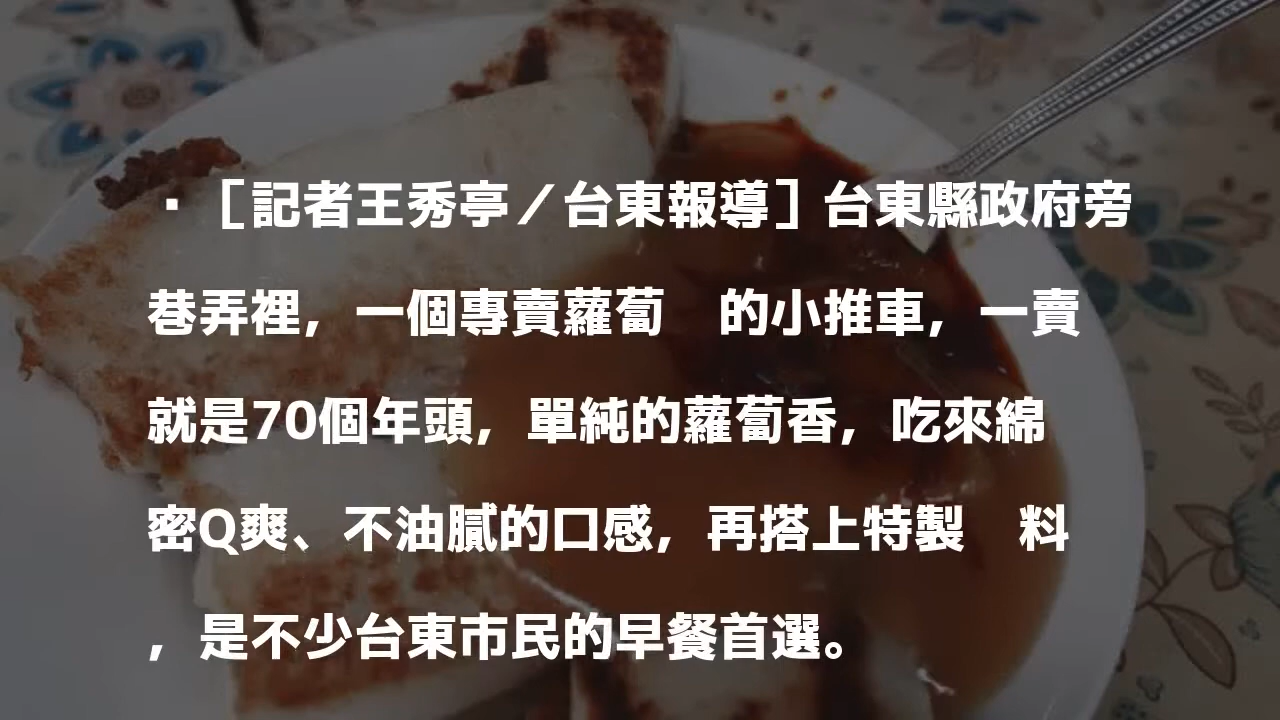 ▪［記者王秀亭／台東報導］台東縣政府旁
巷弄裡，一個專賣蘿蔔　的小推車，一賣
就是70個年頭，單純的蘿蔔香，吃來綿
密Q爽、不油膩的口感，再搭上特製　料
，是不少台東市民的早餐首選。